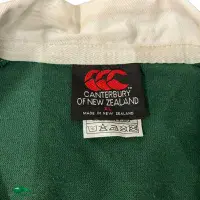 CANTERBURY
OF NEW ZEALAND
XL
MADE IN NEW ZEALAND